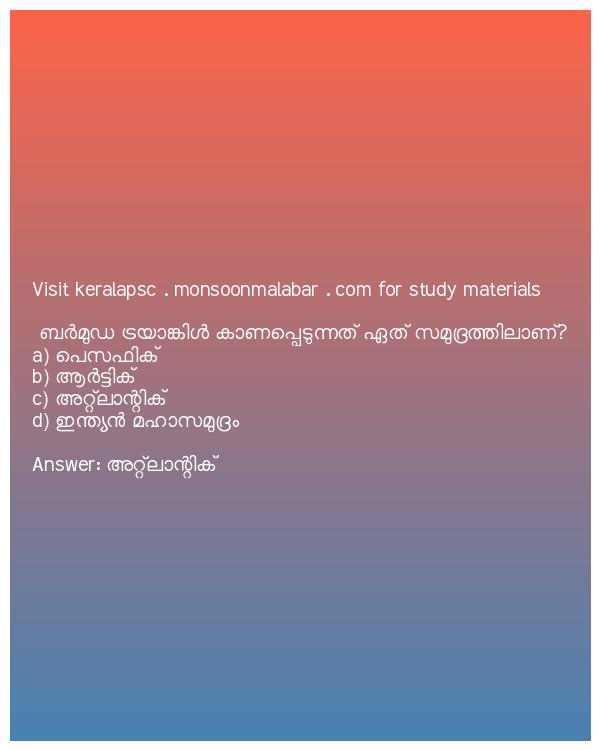 Visit keralapsc . monsoonmalabar . com for study materials
ബർമുഡ ട്രയാങ്കിൾ കാണപ്പെടുന്നത് ഏത് സമുദ്രത്തിലാണ്?
a) പെസഫിക്
b) ആർട്ടിക്
c) അറ്റ്ലാന്റിക്
d) ഇന്ത്യൻ മഹാസമുദ്രം
Answer: അറ്റ്ലാന്റിക്